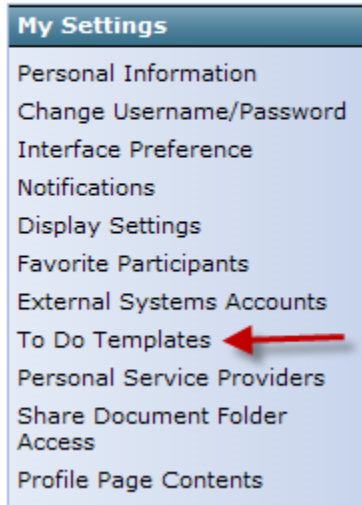 My Settings
Personal Information
Change Username/Password
Interface Preference
Notifications
Display Settings
Favorite Participants
External Systems Accounts
To Do Templates
Personal Service Providers
Share Document Folder
Access
Profile Page Contents